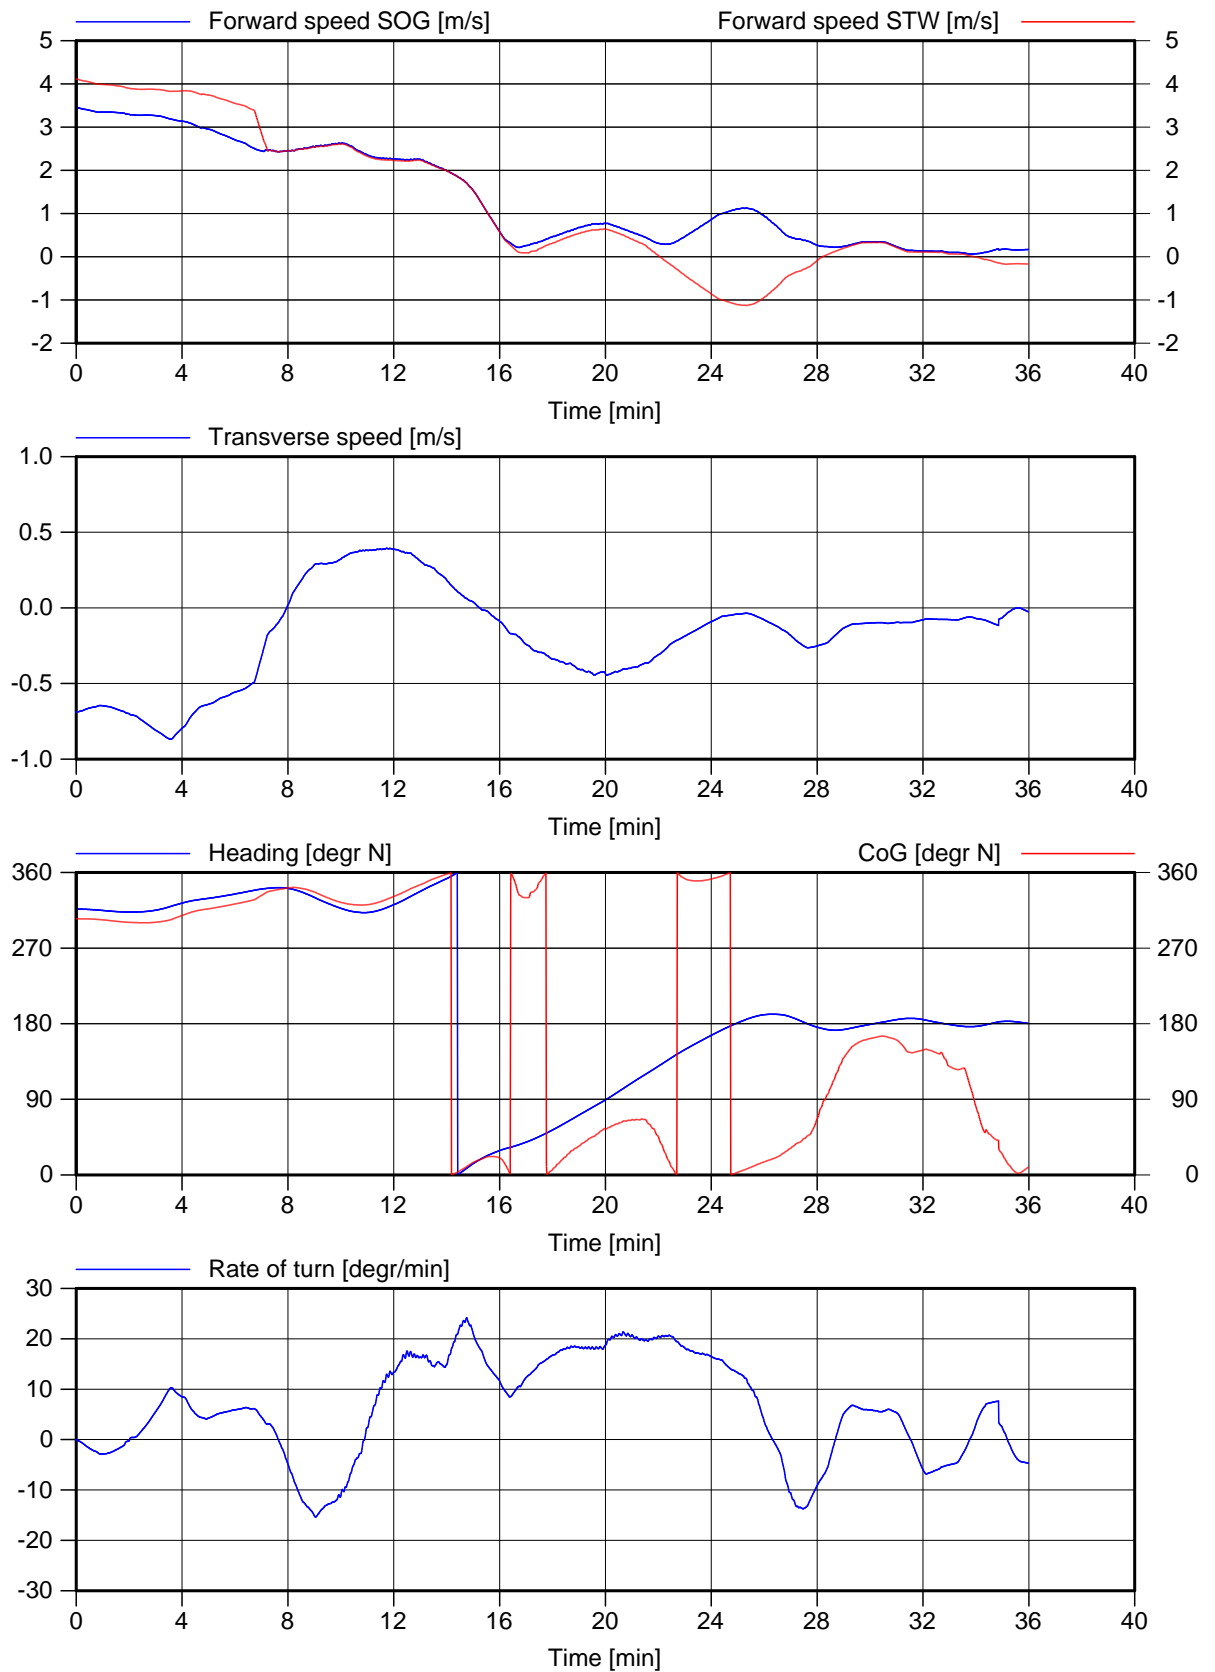 Forward speed SOG [m/s] Forward speed STW [m/s]
5 5
4 4
3 3
2 2
1 1
0 0
-1 -1
-2 -2
0 4 8 12 16 20 24 28 32 36 40
Time [min]
Transverse speed [m/s]
1.0
0.5
0.0
-0.5
-1.0
0 4 8 12 16 20 24 28 32 36 40
Time [min]
Heading [degr N] CoG [degr N]
360 360
270 270
180 180
90 90
0 0
0 4 8 12 16 20 24 28 32 36 40
Time [min]
Rate of turn [degr/min]
30
20
10
0
-10
-20
-30
0 4 8 12 16 20 24 28 32 36 40
Time [min]